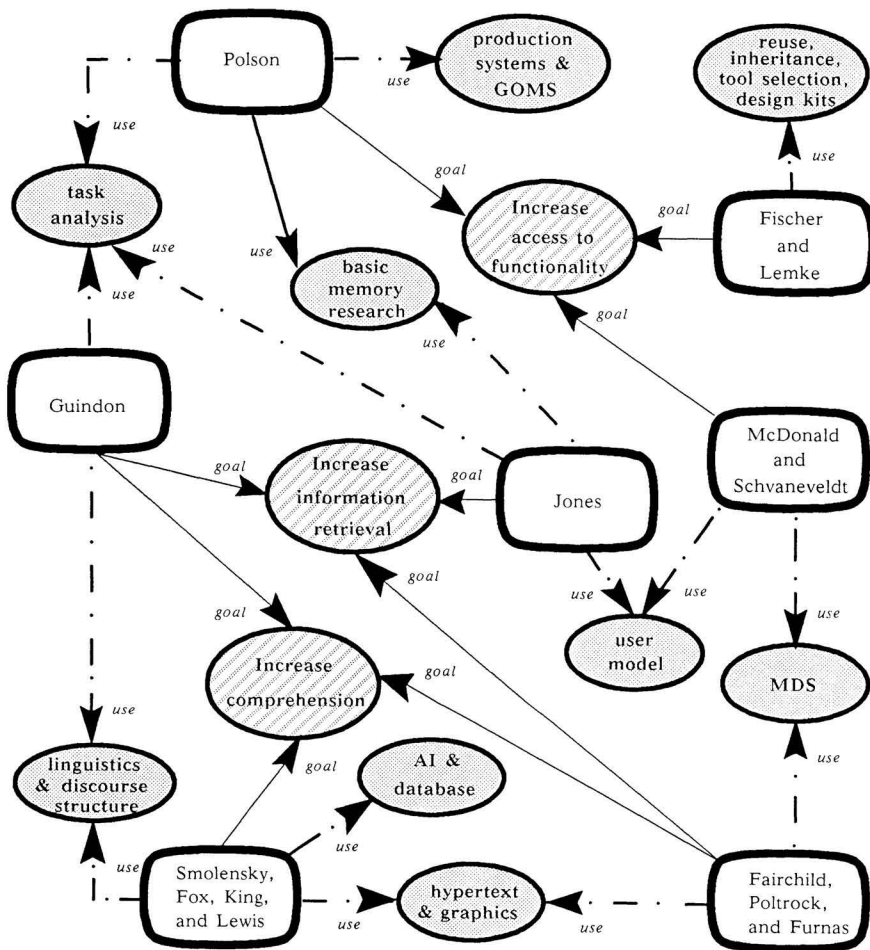 Polson
production
systems &
GOMS
reuse,
inheritance,
tool selection,
design kits
use
use
use
use
goal
task
analysis
Increase
access to
functionality
goal
Fischer
and
Lemke
use
use
use
basic
memory
research
use
goal
Guindon
McDonald
and
Schvaneveldt
goal
Increase
information
retrieval
goal
Jones
goal
goal
use
use
use
user
model
MDS
Increase
comprehension
goal
use
use
linguistics
& discourse
structure
goal
AI &
database
use
use
Smolensky,
Fox, King,
and Lewis
use
hypertext
& graphics
use
Fairchild,
Poltrock,
and Furnas